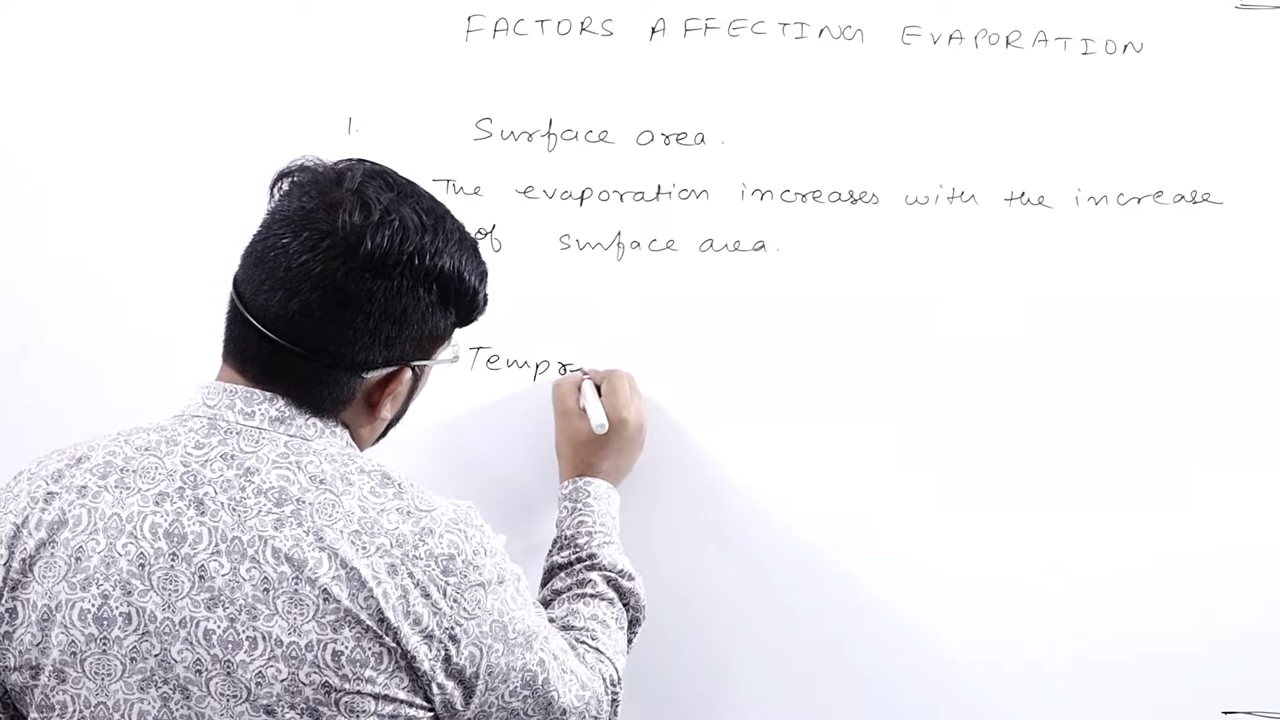 FACTORS AFFECTING EVAPORATION
1. Surface area.
The evaporation increases with the increase
of surface area.
Tempr